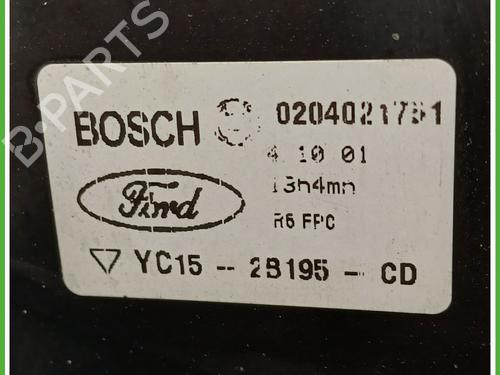 B-PARTS
BOSCH 0204021751
4 10 01
13h4mn
Ford
R6 FPC
YC15 - 2B195 - CD